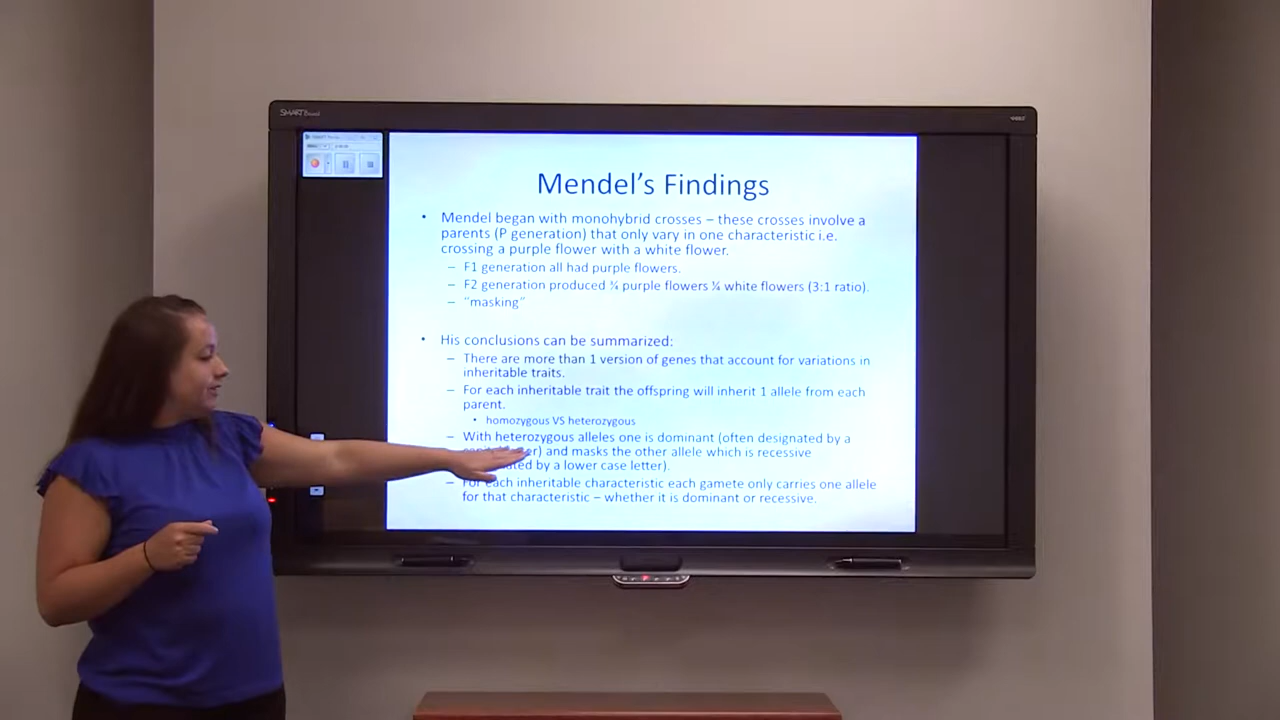 SMART Board
Mendel's Findings
• Mendel began with monohybrid crosses – these crosses involve a
parents (P generation) that only vary in one characteristic i.e.
crossing a purple flower with a white flower.
– F1 generation all had purple flowers.
– F2 generation produced ¾ purple flowers ¼ white flowers (3:1 ratio).
– "masking"
• His conclusions can be summarized:
– There are more than 1 version of genes that account for variations in
inheritable traits.
– For each inheritable trait the offspring will inherit 1 allele from each
parent.
• homozygous VS heterozygous
– With heterozygous alleles one is dominant (often designated by a
er) and masks the other allele which is recessive
ated by a lower case letter).
– For each inheritable characteristic each gamete only carries one allele
for that characteristic – whether it is dominant or recessive.